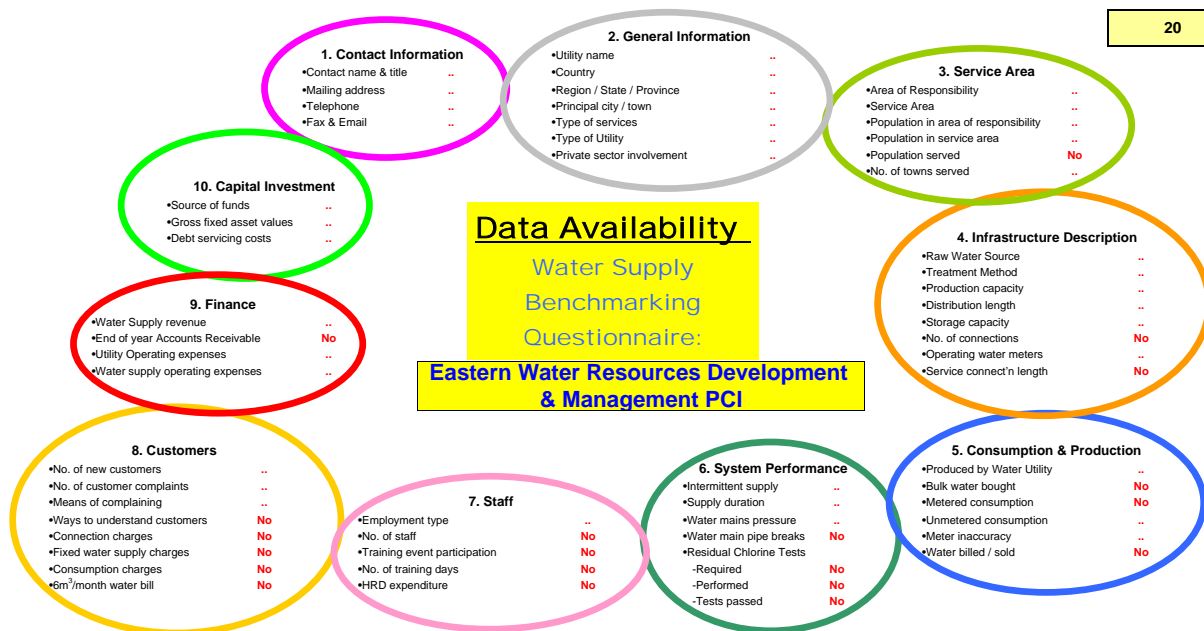 20
1. Contact Information
•Contact name & title ..
•Mailing address ..
•Telephone ..
•Fax & Email ..
2. General Information
•Utility name ..
•Country ..
•Region / State / Province ..
•Principal city / town ..
•Type of services ..
•Type of Utility ..
•Private sector involvement ..
3. Service Area
•Area of Responsibility ..
•Service Area ..
•Population in area of responsibility ..
•Population in service area ..
•Population served No
•No. of towns served ..
10. Capital Investment
•Source of funds ..
•Gross fixed asset values ..
•Debt servicing costs ..
Data Availability
Water Supply
Benchmarking
Questionnaire:
Eastern Water Resources Development
& Management PCI
4. Infrastructure Description
•Raw Water Source ..
•Treatment Method ..
•Production capacity ..
•Distribution length ..
•Storage capacity ..
•No. of connections No
•Operating water meters ..
•Service connect'n length No
9. Finance
•Water Supply revenue ..
•End of year Accounts Receivable No
•Utility Operating expenses ..
•Water supply operating expenses ..
8. Customers
•No. of new customers ..
•No. of customer complaints ..
•Means of complaining ..
•Ways to understand customers No
•Connection charges No
•Fixed water supply charges No
•Consumption charges No
•6m³/month water bill No
7. Staff
•Employment type ..
•No. of staff No
•Training event participation No
•No. of training days No
•HRD expenditure No
6. System Performance
•Intermittent supply ..
•Supply duration ..
•Water mains pressure ..
•Water main pipe breaks No
•Residual Chlorine Tests
-Required No
-Performed No
-Tests passed No
5. Consumption & Production
•Produced by Water Utility ..
•Bulk water bought No
•Metered consumption No
•Unmetered consumption ..
•Meter inaccuracy ..
•Water billed / sold No